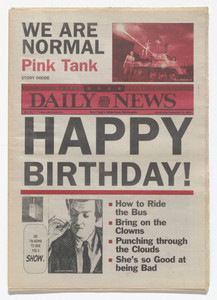 WE ARE
NORMAL
Pink Tank
STORY INSIDE
DAILY NEWS
HAPPY
BIRTHDAY!
■ How to Ride
the Bus
■ Bring on the
Clowns
■ Punching through
the Clouds
■ She's so Good at
being Bad
SHOW.